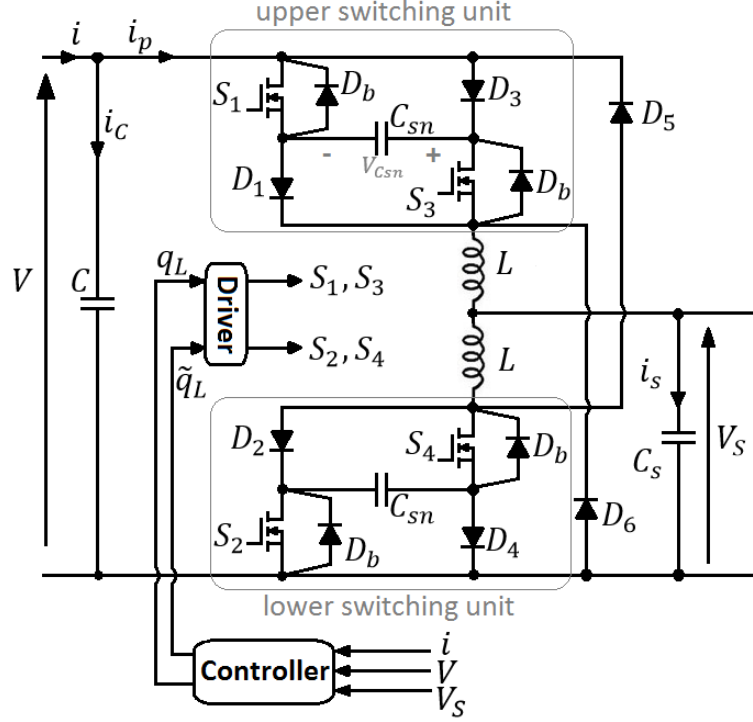 upper switching unit
i
i_p
S_1
D_b
D_3
D_5
i_C
C_sn
- V_Csn +
D_1
S_3
D_b
V
C
q_L
Driver
S_1, S_3
L
S_2, S_4
q̃_L
L
i_s
C_s
V_S
D_2
S_4
D_b
C_sn
S_2
D_b
D_4
D_6
lower switching unit
Controller
i
V
V_S